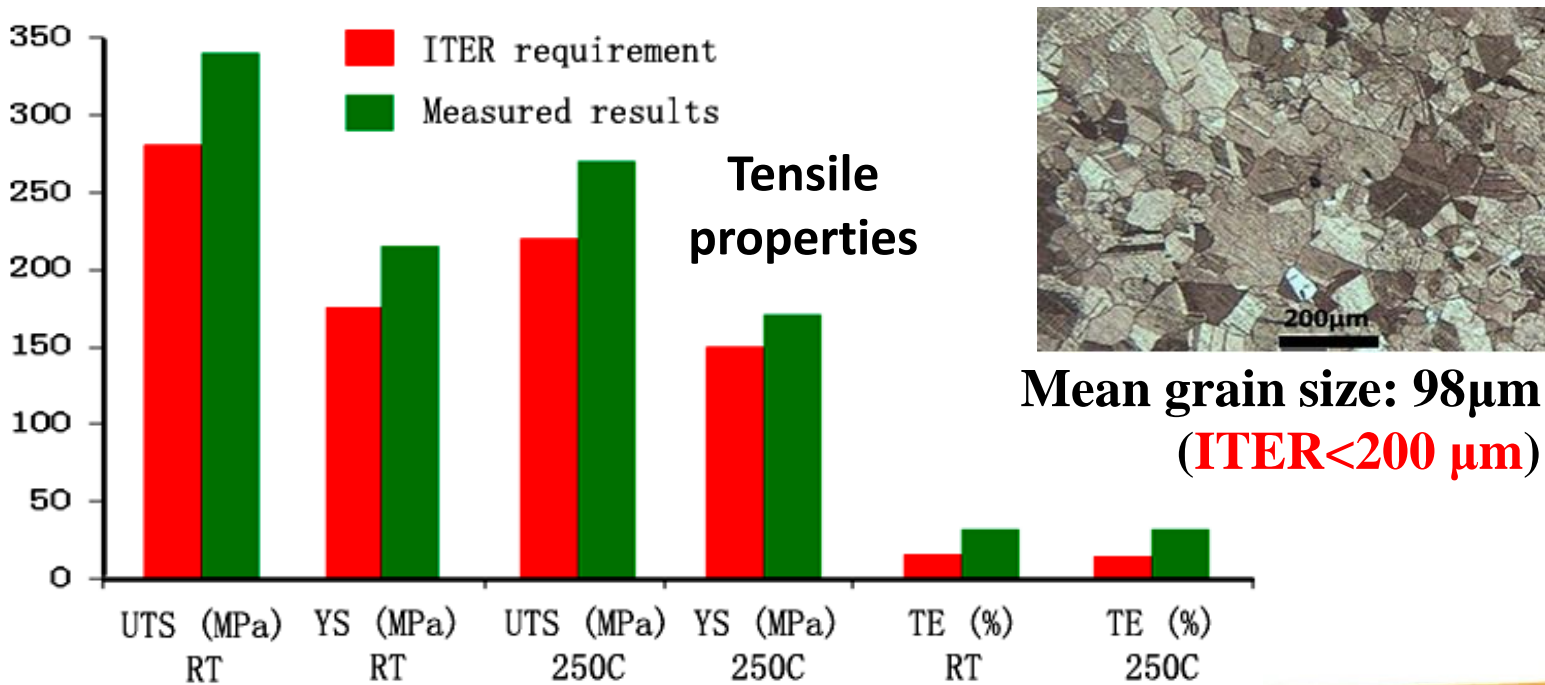 350
300
250
200
150
100
50
0
ITER requirement
Measured results
Tensile
properties
UTS (MPa)
RT
YS (MPa)
RT
UTS (MPa)
250C
YS (MPa)
250C
TE (%)
RT
TE (%)
250C
200μm
Mean grain size: 98μm
(ITER<200 μm)